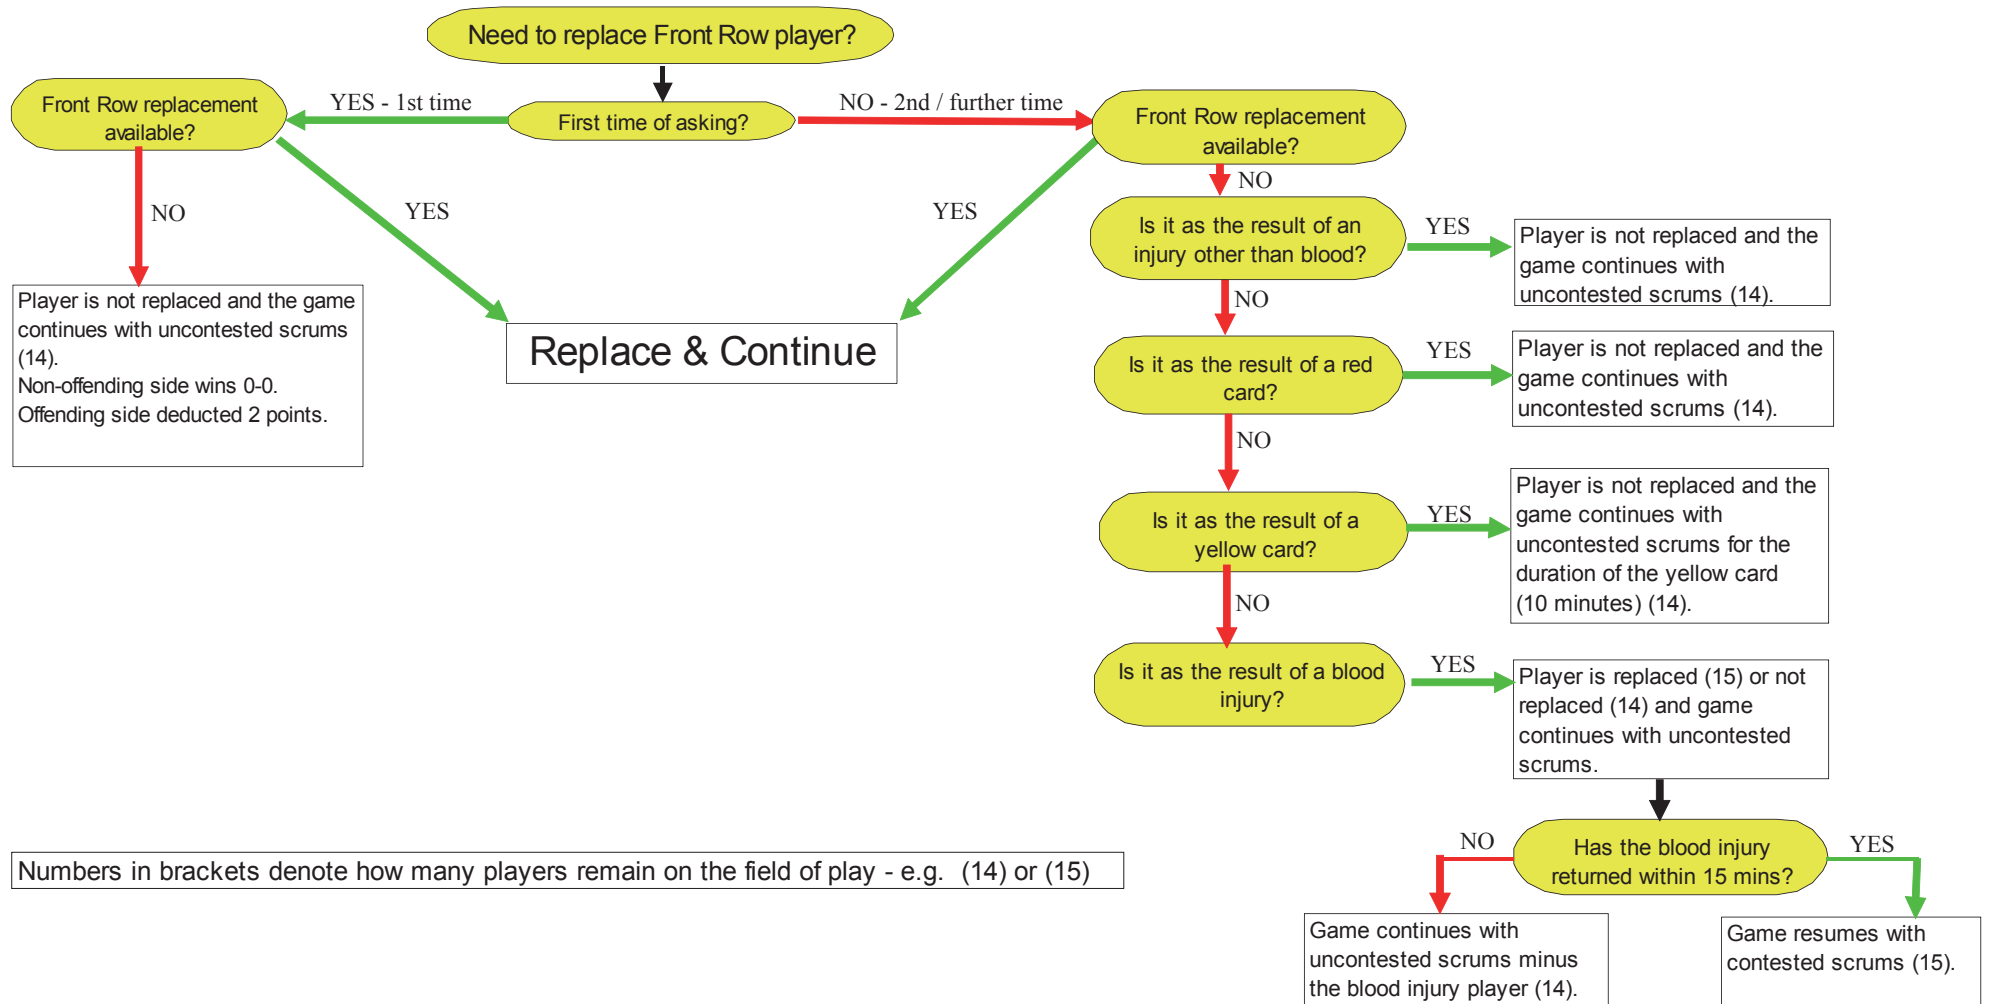 Need to replace Front Row player?
Front Row replacement
available?
YES - 1st time
First time of asking?
NO - 2nd / further time
Front Row replacement
available?
NO
YES
YES
NO
Is it as the result of an
injury other than blood?
YES
Player is not replaced and the
game continues with
uncontested scrums (14).
Player is not replaced and the game
continues with uncontested scrums
(14).
Non-offending side wins 0-0.
Offending side deducted 2 points.
Replace & Continue
NO
Is it as the result of a red
card?
YES
Player is not replaced and the
game continues with
uncontested scrums (14).
NO
Is it as the result of a
yellow card?
YES
Player is not replaced and the
game continues with
uncontested scrums for the
duration of the yellow card
(10 minutes) (14).
NO
Is it as the result of a blood
injury?
YES
Player is replaced (15) or not
replaced (14) and game
continues with uncontested
scrums.
Numbers in brackets denote how many players remain on the field of play - e.g.  (14) or (15)
NO
Has the blood injury
returned within 15 mins?
YES
Game continues with
uncontested scrums minus
the blood injury player (14).
Game resumes with
contested scrums (15).